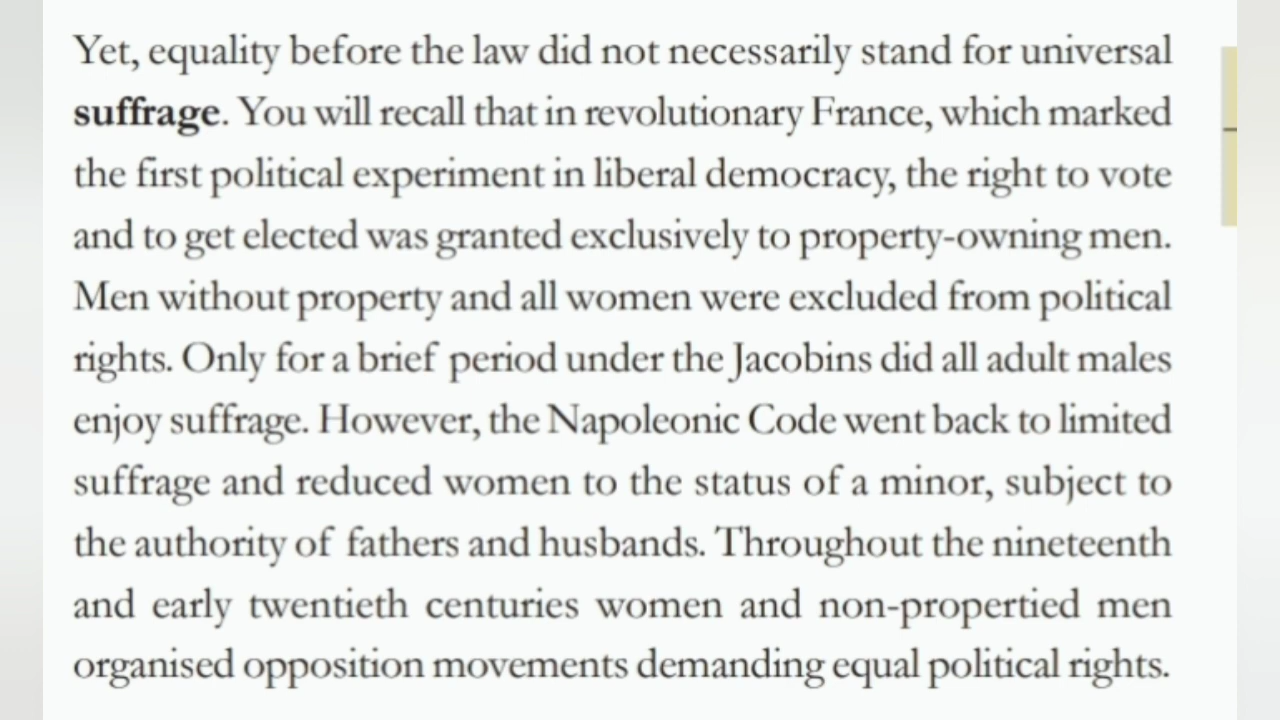 Yet, equality before the law did not necessarily stand for universal
suffrage. You will recall that in revolutionary France, which marked
the first political experiment in liberal democracy, the right to vote
and to get elected was granted exclusively to property-owning men.
Men without property and all women were excluded from political
rights. Only for a brief period under the Jacobins did all adult males
enjoy suffrage. However, the Napoleonic Code went back to limited
suffrage and reduced women to the status of a minor, subject to
the authority of fathers and husbands. Throughout the nineteenth
and early twentieth centuries women and non-propertied men
organised opposition movements demanding equal political rights.